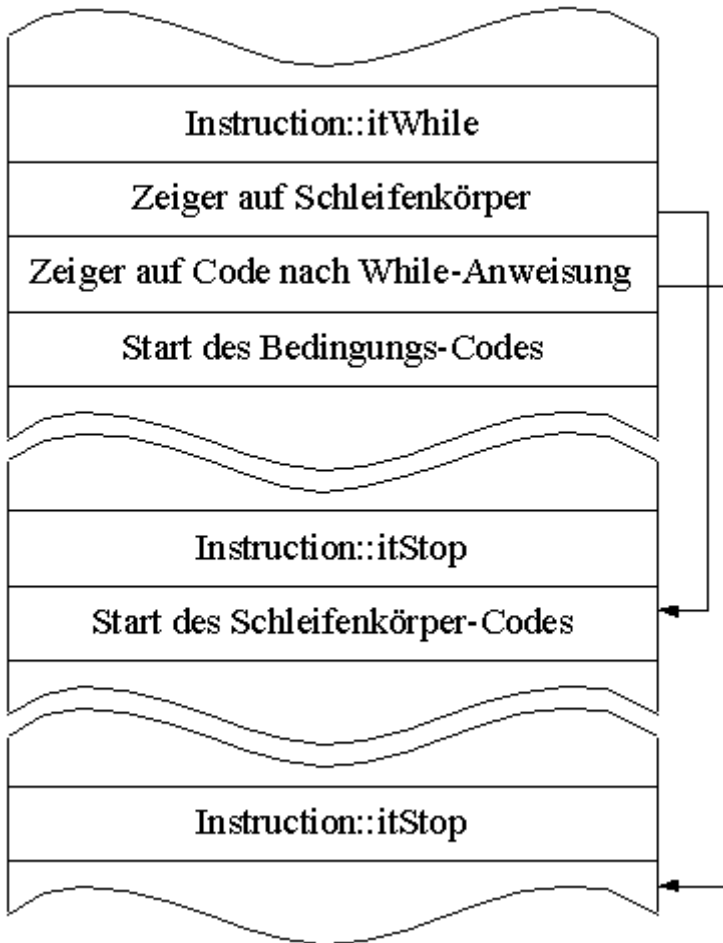 Instruction::itWhile
Zeiger auf Schleifenkörper
Zeiger auf Code nach While-Anweisung
Start des Bedingungs-Codes
Instruction::itStop
Start des Schleifenkörper-Codes
Instruction::itStop